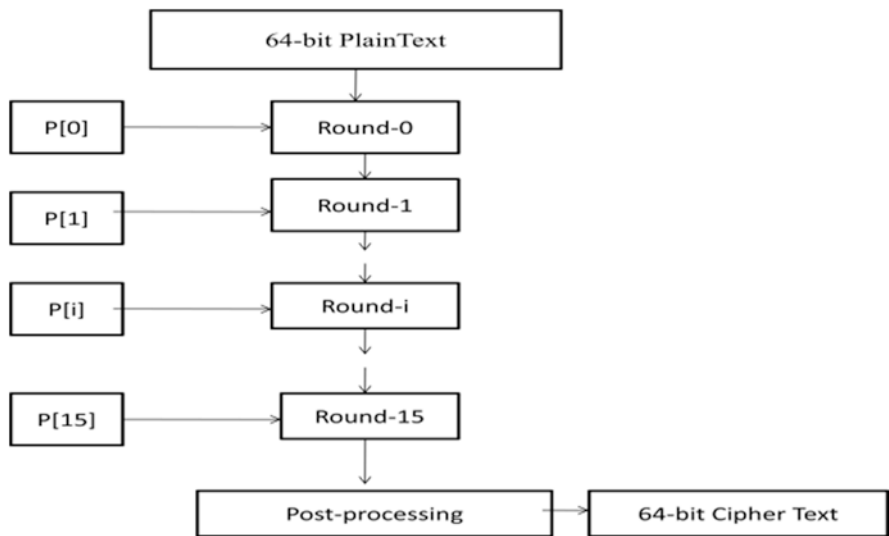 64-bit PlainText
P[0]
Round-0
P[1]
Round-1
P[i]
Round-i
P[15]
Round-15
Post-processing
64-bit Cipher Text